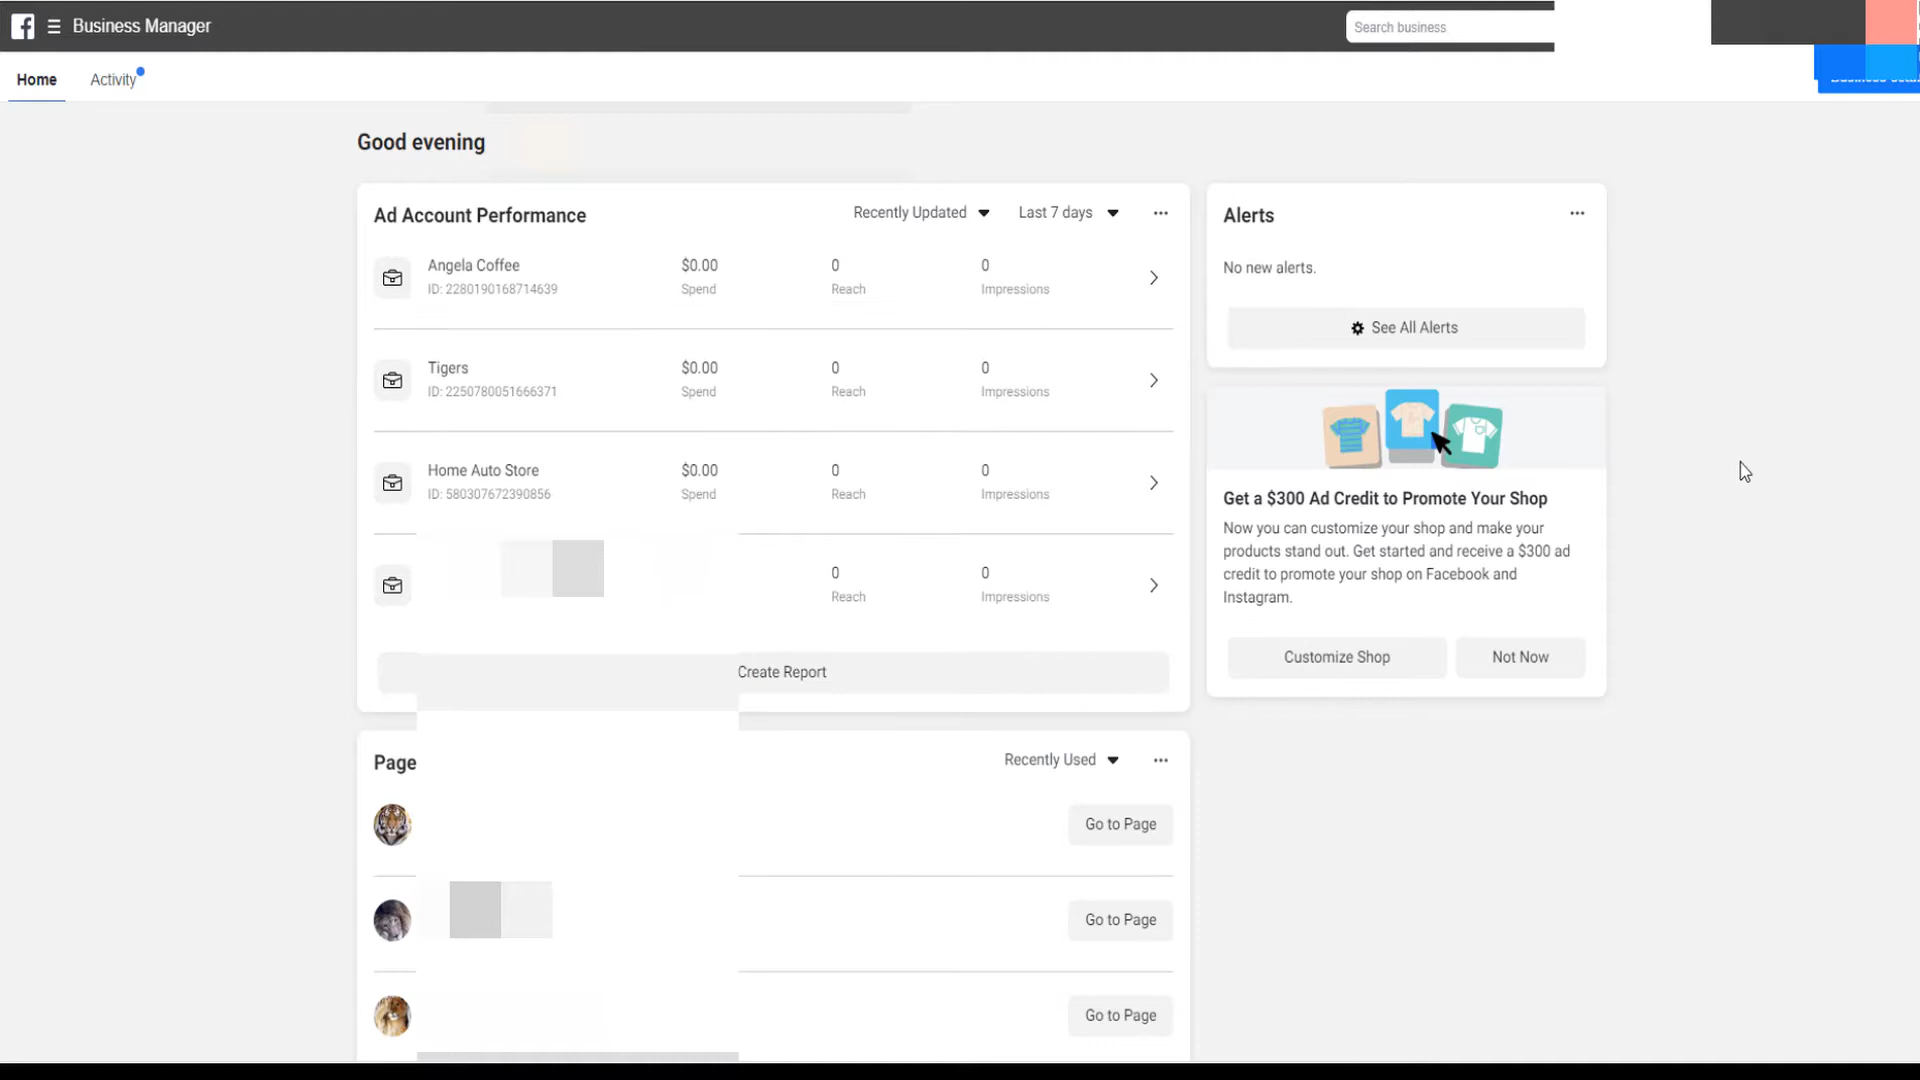 Business Manager
Search business
Home
Activity
Good evening
Ad Account Performance
Recently Updated
Last 7 days
Angela Coffee
$0.00
0
0
ID: 2280190168714639
Spend
Reach
Impressions
Tigers
$0.00
0
0
ID: 2250780051666371
Spend
Reach
Impressions
Home Auto Store
$0.00
0
0
ID: 580307672390856
Spend
Reach
Impressions
0
0
Reach
Impressions
Create Report
Alerts
No new alerts.
See All Alerts
Get a $300 Ad Credit to Promote Your Shop
Now you can customize your shop and make your
products stand out. Get started and receive a $300 ad
credit to promote your shop on Facebook and
Instagram.
Customize Shop
Not Now
Page
Recently Used
Go to Page
Go to Page
Go to Page